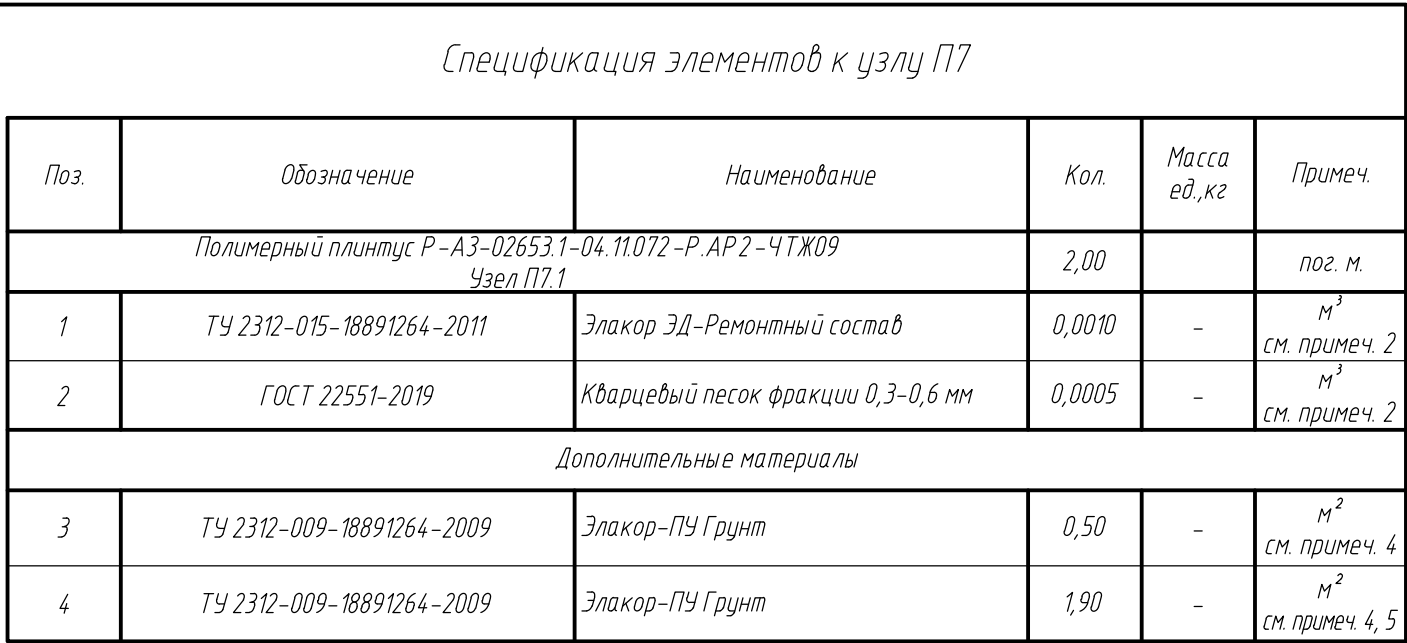 Спецификация элементов к узлу П7
Поз. Обозначение Наименование Кол. Масса ед.,кг Примеч.
Полимерный плинтус Р-А3-02653.1-04.11.072-Р.АР2-ЧТЖ09
Узел П7.1 2,00 пог. м.
1 ТУ 2312-015-18891264-2011 Элакор ЭД-Ремонтный состав 0,0010 - м³
см. примеч. 2
2 ГОСТ 22551-2019 Кварцевый песок фракции 0,3-0,6 мм 0,0005 - м³
см. примеч. 2
Дополнительные материалы
3 ТУ 2312-009-18891264-2009 Элакор-ПУ Грунт 0,50 - м²
см. примеч. 4
4 ТУ 2312-009-18891264-2009 Элакор-ПУ Грунт 1,90 - м²
см. примеч. 4, 5